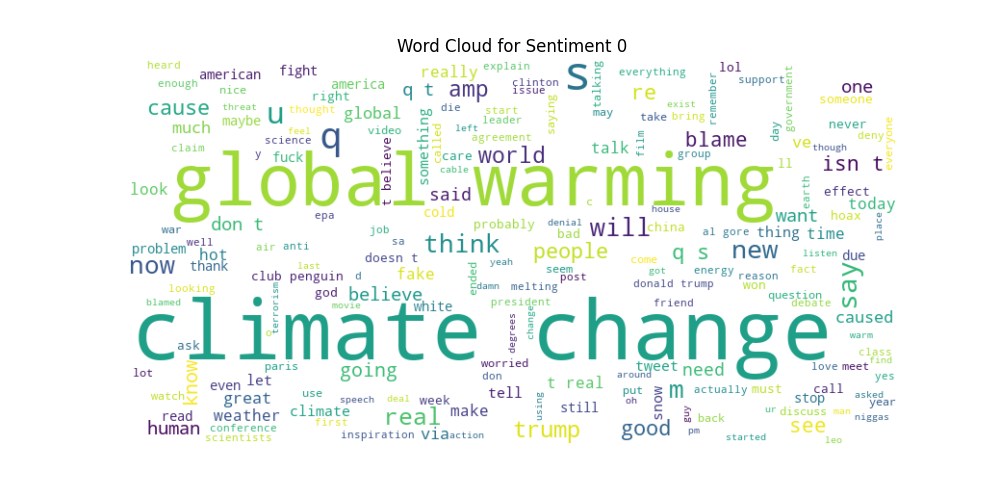 Word Cloud for Sentiment 0
heard american fight really explain clinton issue talking everything lol support government
enough nice america q t amp s may re remember one someone
cause threat right thought die start saying take exist bring day
u maybe global video something called left leader agreement film blame never deny everyone
much science q t believe care world talk group ve though
claim y fuck cable isn t
look global warming said ll earth effect
c house want today
don t epa cold probably denial will china al gore thing time hoax place
war job sa bad
problem well hot air anti doesn t think yeah people come q s new listen due
now thank last club penguin d fake ended seem got energy reason fact say
looking god believe damn melting post donald trump won question
blamed terrorism movie white president friend debate caused
climate change degrees change warm
o
ask worried tweet class find
lot paris going don around need love meet yes
know even let t real put actually must call asked
watch great use speech deal week tell using oh snow m stop year
read weather climate first real make still guy back ur discuss man niggas
human conference inspiration via action trump good pm see
scientists started leo